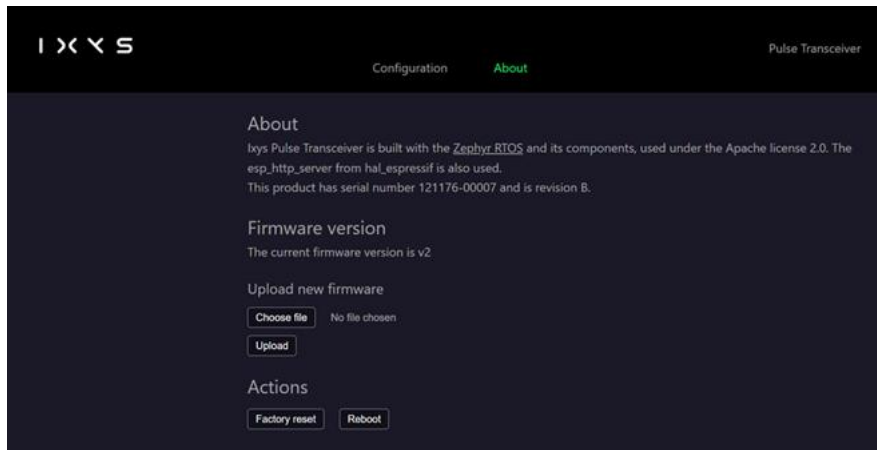 IXYS
Pulse Transceiver
Configuration About
About
Ixys Pulse Transceiver is built with the Zephyr RTOS and its components, used under the Apache license 2.0. The
esp_http_server from hal_espressif is also used.
This product has serial number 121176-00007 and is revision B.
Firmware version
The current firmware version is v2
Upload new firmware
Choose file No file chosen
Upload
Actions
Factory reset Reboot